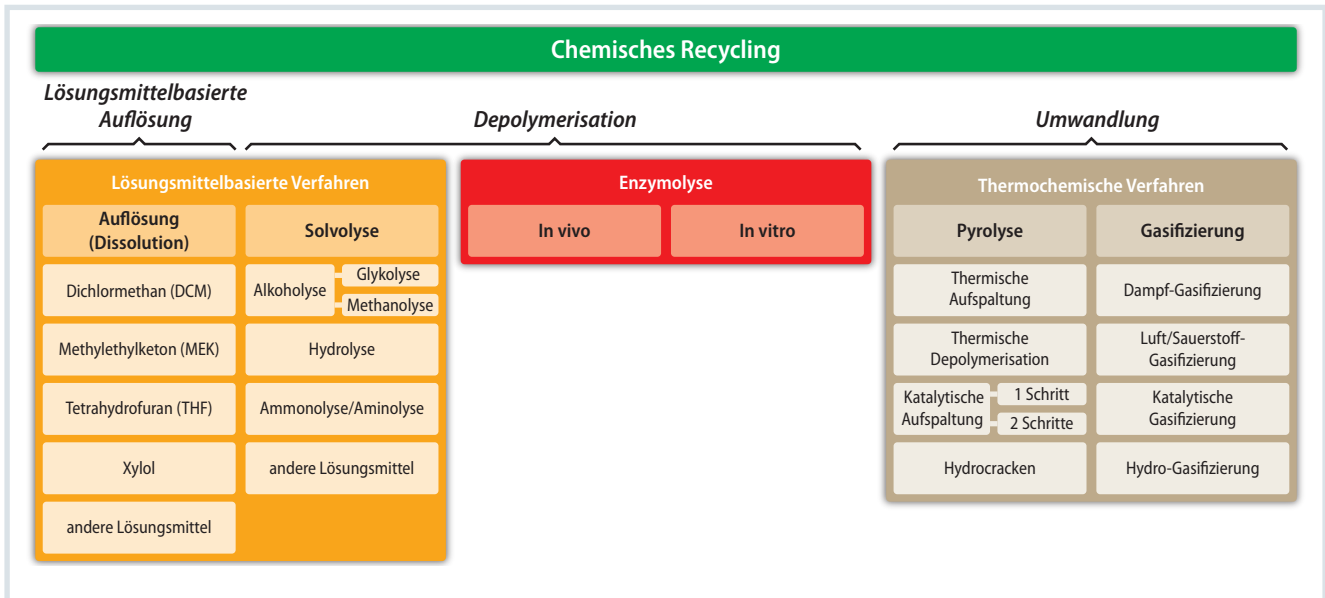 Chemisches Recycling
Lösungsmittelbasierte
Auflösung
Depolymerisation
Umwandlung
Lösungsmittelbasierte Verfahren
Auflösung
(Dissolution)
Solvolyse
Dichlormethan (DCM)
Alkoholyse
Glykolyse
Methanolyse
Methylethylketon (MEK)
Hydrolyse
Tetrahydrofuran (THF)
Ammonolyse/Aminolyse
Xylol
andere Lösungsmittel
andere Lösungsmittel
Enzymolyse
In vivo
In vitro
Thermochemische Verfahren
Pyrolyse
Gasifizierung
Thermische
Aufspaltung
Dampf-Gasifizierung
Thermische
Depolymerisation
Luft/Sauerstoff-
Gasifizierung
Katalytische
Aufspaltung
1 Schritt
2 Schritte
Katalytische
Gasifizierung
Hydrocracken
Hydro-Gasifizierung